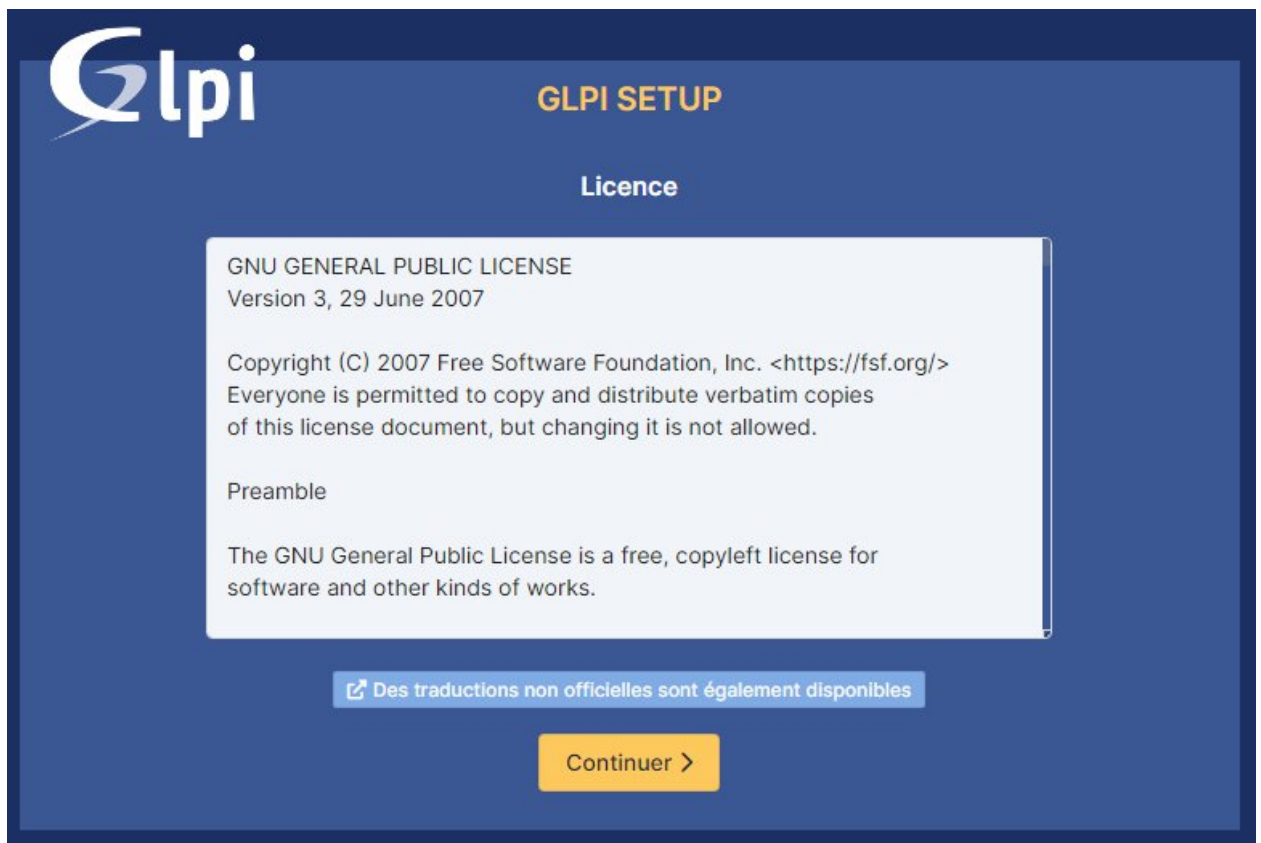 Glpi
GLPI SETUP
Licence
GNU GENERAL PUBLIC LICENSE
Version 3, 29 June 2007
Copyright (C) 2007 Free Software Foundation, Inc. <https://fsf.org/>
Everyone is permitted to copy and distribute verbatim copies
of this license document, but changing it is not allowed.
Preamble
The GNU General Public License is a free, copyleft license for
software and other kinds of works.
Des traductions non officielles sont également disponibles
Continuer